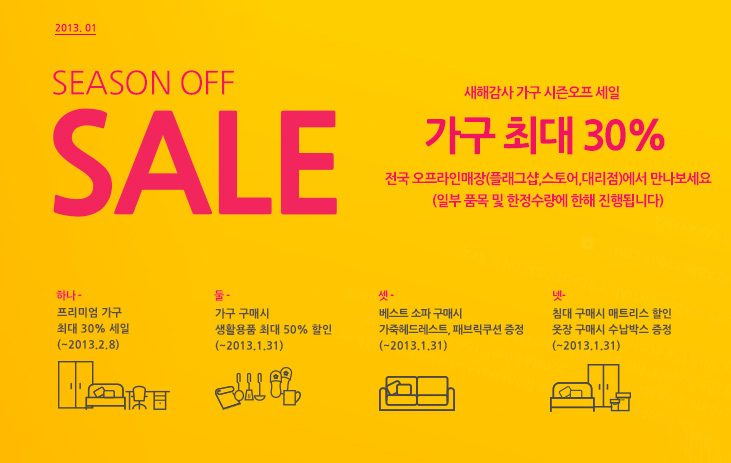 2013. 01
SEASON OFF
SALE
새해감사 가구 시즌오프 세일
가구 최대 30%
전국 오프라인매장(플래그샵,스토어,대리점)에서 만나보세요
(일부 품목 및 한정수량에 한해 진행됩니다)
하나 -
프리미엄 가구
최대 30% 세일
(~2013.2.8)
둘 -
가구 구매시
생활용품 최대 50% 할인
(~2013.1.31)
셋 -
베스트 소파 구매시
가죽헤드레스트, 패브릭쿠션 증정
(~2013.1.31)
넷-
침대 구매시 매트리스 할인
옷장 구매시 수납박스 증정
(~2013.1.31)